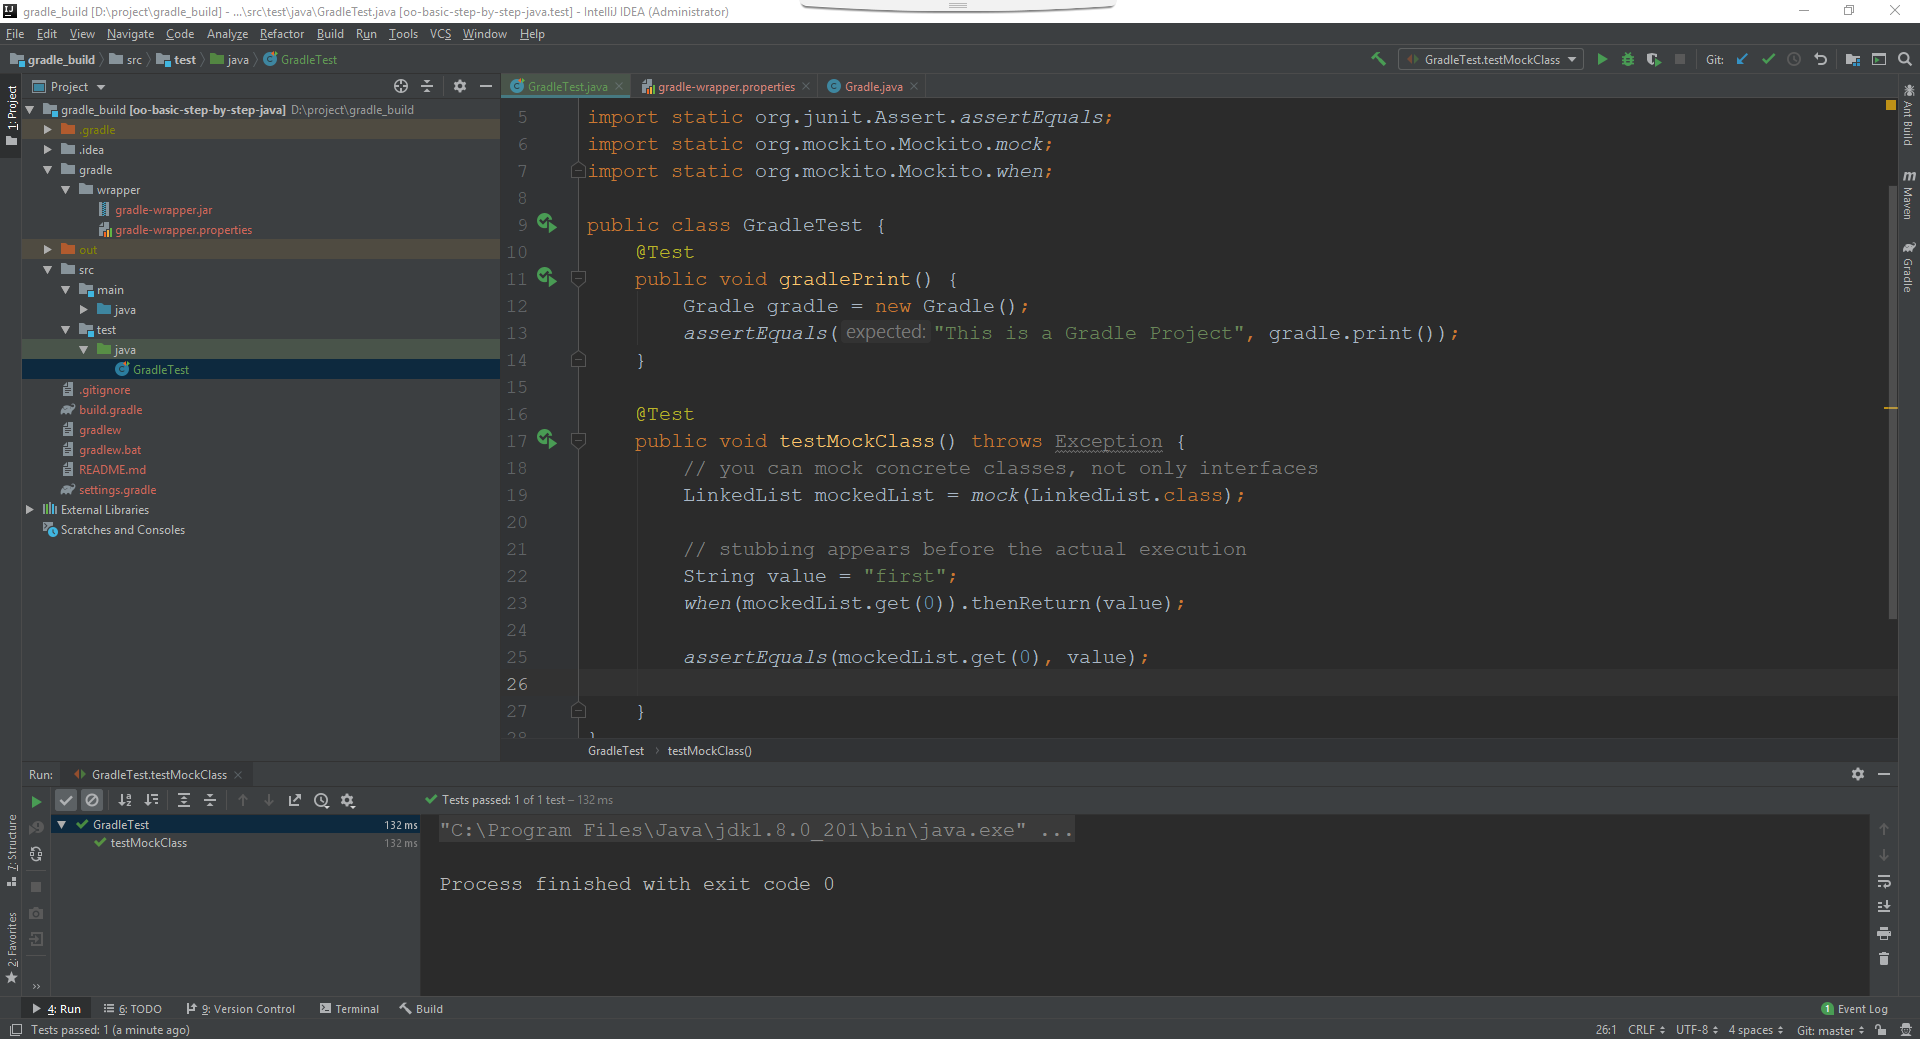 gradle_build [D:\project\gradle_build] - ...\src\test\java\GradleTest.java [oo-basic-step-by-step-java.test] - IntelliJ IDEA (Administrator)
File Edit View Navigate Code Analyze Refactor Build Run Tools VCS Window Help
gradle_build src test java GradleTest
GradleTest.testMockClass Git:
Project
GradleTest.java gradle-wrapper.properties Gradle.java
1: Project
gradle_build [oo-basic-step-by-step-java] D:\project\gradle_build
.gradle
.idea
gradle
wrapper
gradle-wrapper.jar
gradle-wrapper.properties
out
src
main
java
test
java
GradleTest
.gitignore
build.gradle
gradlew
gradlew.bat
README.md
settings.gradle
External Libraries
Scratches and Consoles
5 import static org.junit.Assert.assertEquals;
6 import static org.mockito.Mockito.mock;
7 import static org.mockito.Mockito.when;
8
9 public class GradleTest {
10 @Test
11 public void gradlePrint() {
12 Gradle gradle = new Gradle();
13 assertEquals( expected: "This is a Gradle Project", gradle.print());
14 }
15
16 @Test
17 public void testMockClass() throws Exception {
18 // you can mock concrete classes, not only interfaces
19 LinkedList mockedList = mock(LinkedList.class);
20
21 // stubbing appears before the actual execution
22 String value = "first";
23 when(mockedList.get(0)).thenReturn(value);
24
25 assertEquals(mockedList.get(0), value);
26
27 }
28 }
GradleTest testMockClass()
Ant Build
Maven
Gradle
Run: GradleTest.testMockClass
Tests passed: 1 of 1 test – 132 ms
GradleTest 132 ms
testMockClass 132 ms
"C:\Program Files\Java\jdk1.8.0_201\bin\java.exe" ...
Process finished with exit code 0
7: Structure
2: Favorites
4: Run 6: TODO 9: Version Control Terminal Build
1 Event Log
Tests passed: 1 (a minute ago)
26:1 CRLF UTF-8 4 spaces Git: master